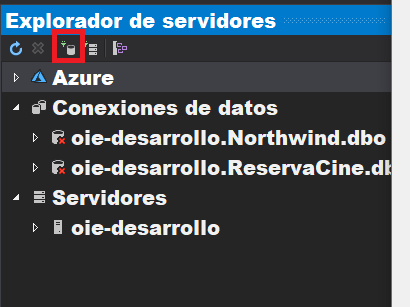 Explorador de servidores
Azure
Conexiones de datos
oie-desarrollo.Northwind.dbo
oie-desarrollo.ReservaCine.db
Servidores
oie-desarrollo